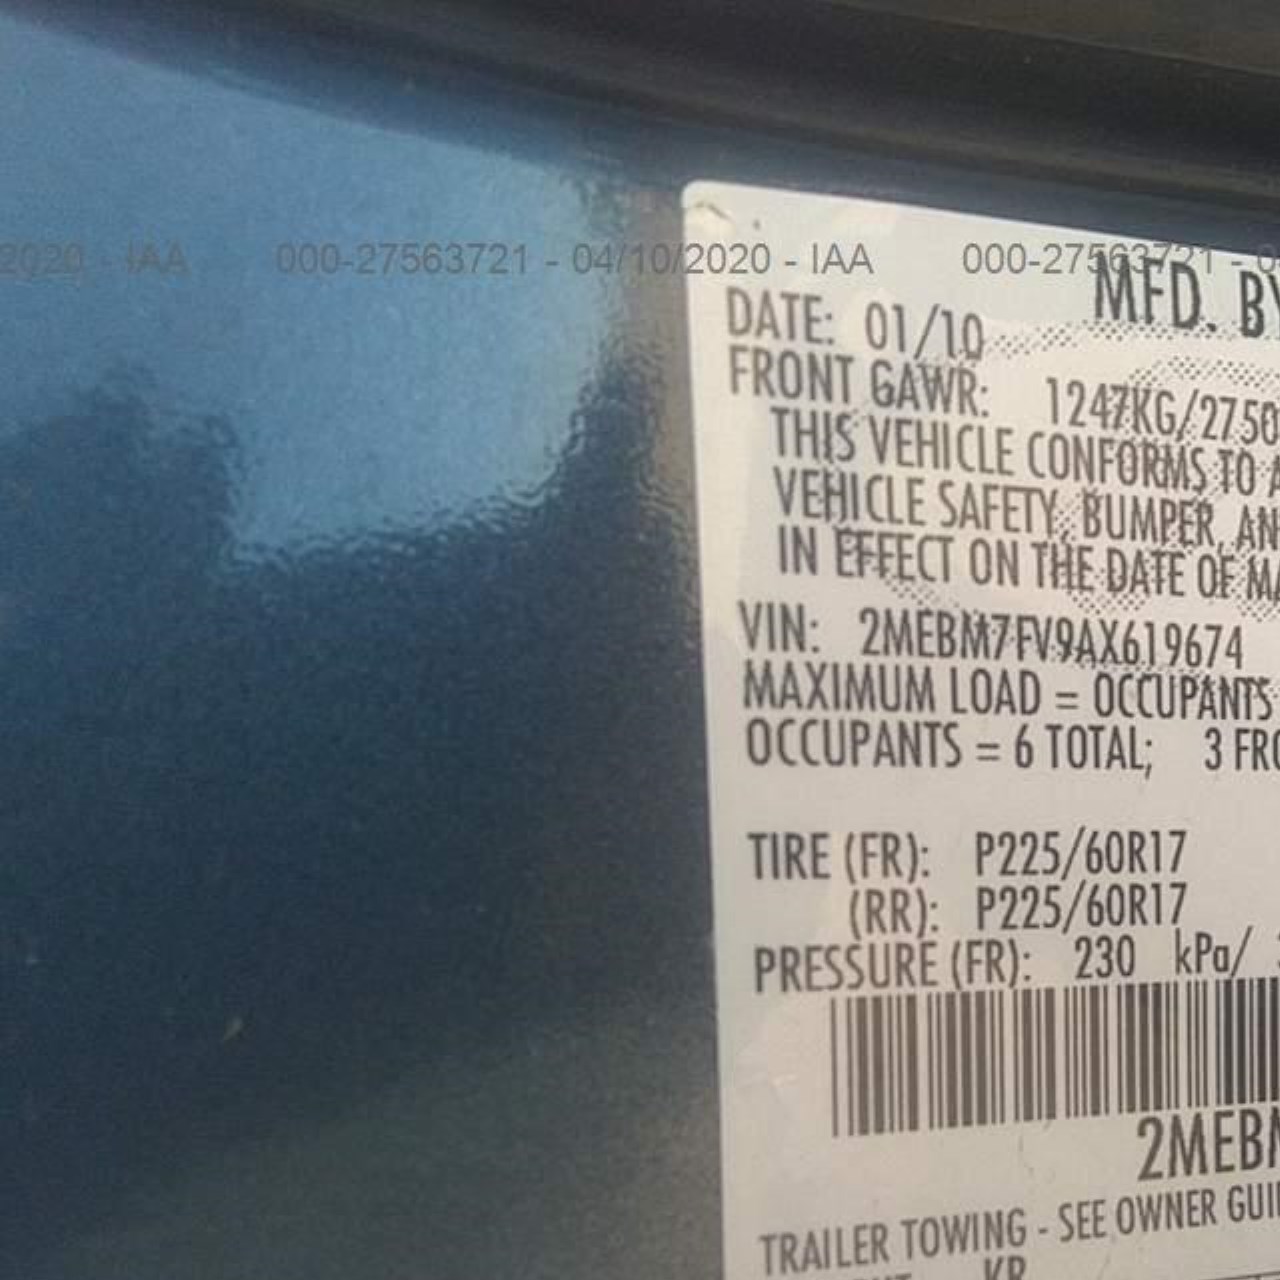 2020 - IAA 000-27563721 - 04/10/2020 - IAA 000-27563721 - 0
MFD. BY
DATE: 01/10
FRONT GAWR: 1247KG/2750
THIS VEHICLE CONFORMS TO A
VEHICLE SAFETY, BUMPER, AN
IN EFFECT ON THE DATE OF MA
VIN: 2MEBM7FV9AX619674
MAXIMUM LOAD = OCCUPANTS
OCCUPANTS = 6 TOTAL; 3 FRO
TIRE (FR): P225/60R17
(RR): P225/60R17
PRESSURE (FR): 230 kPa/
2MEBM
TRAILER TOWING - SEE OWNER GUI